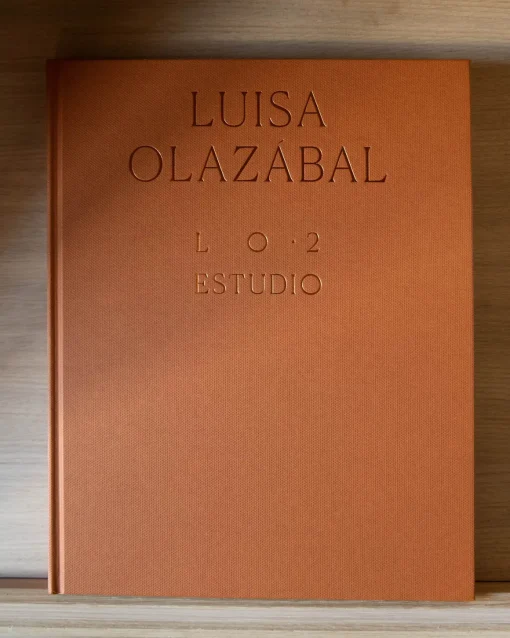 LUISA
OLAZÁBAL
L O · 2
ESTUDIO